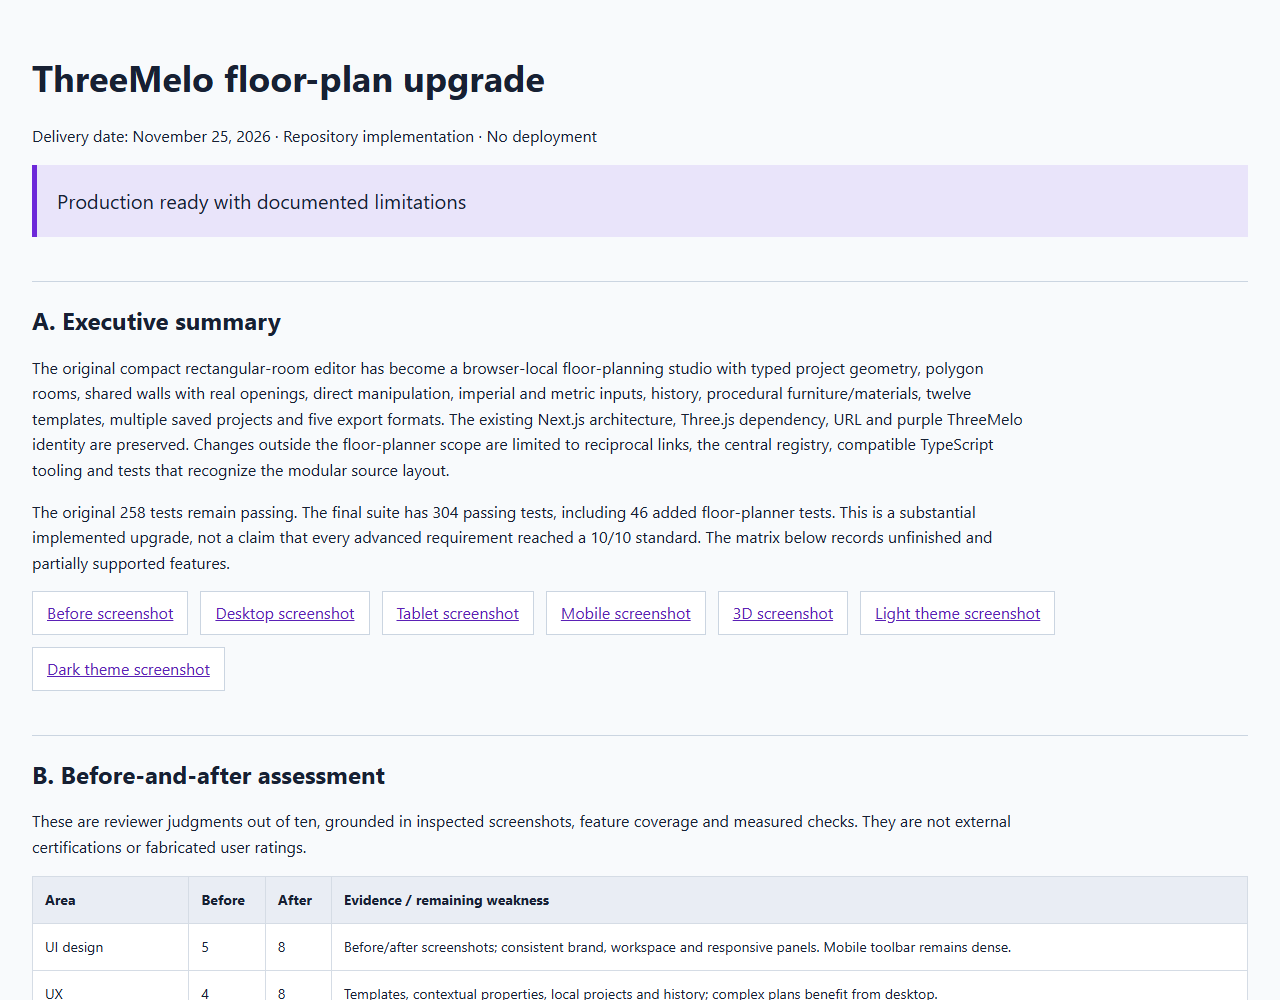 ThreeMelo floor-plan upgrade
Delivery date: November 25, 2026 · Repository implementation · No deployment
Production ready with documented limitations
A. Executive summary
The original compact rectangular-room editor has become a browser-local floor-planning studio with typed project geometry, polygon
rooms, shared walls with real openings, direct manipulation, imperial and metric inputs, history, procedural furniture/materials, twelve
templates, multiple saved projects and five export formats. The existing Next.js architecture, Three.js dependency, URL and purple ThreeMelo
identity are preserved. Changes outside the floor-planner scope are limited to reciprocal links, the central registry, compatible TypeScript
tooling and tests that recognize the modular source layout.
The original 258 tests remain passing. The final suite has 304 passing tests, including 46 added floor-planner tests. This is a substantial
implemented upgrade, not a claim that every advanced requirement reached a 10/10 standard. The matrix below records unfinished and
partially supported features.
Before screenshot Desktop screenshot Tablet screenshot Mobile screenshot 3D screenshot Light theme screenshot
Dark theme screenshot
B. Before-and-after assessment
These are reviewer judgments out of ten, grounded in inspected screenshots, feature coverage and measured checks. They are not external
certifications or fabricated user ratings.
Area Before After Evidence / remaining weakness
UI design 5 8 Before/after screenshots; consistent brand, workspace and responsive panels. Mobile toolbar remains dense.
UX 4 8 Templates, contextual properties, local projects and history; complex plans benefit from desktop.